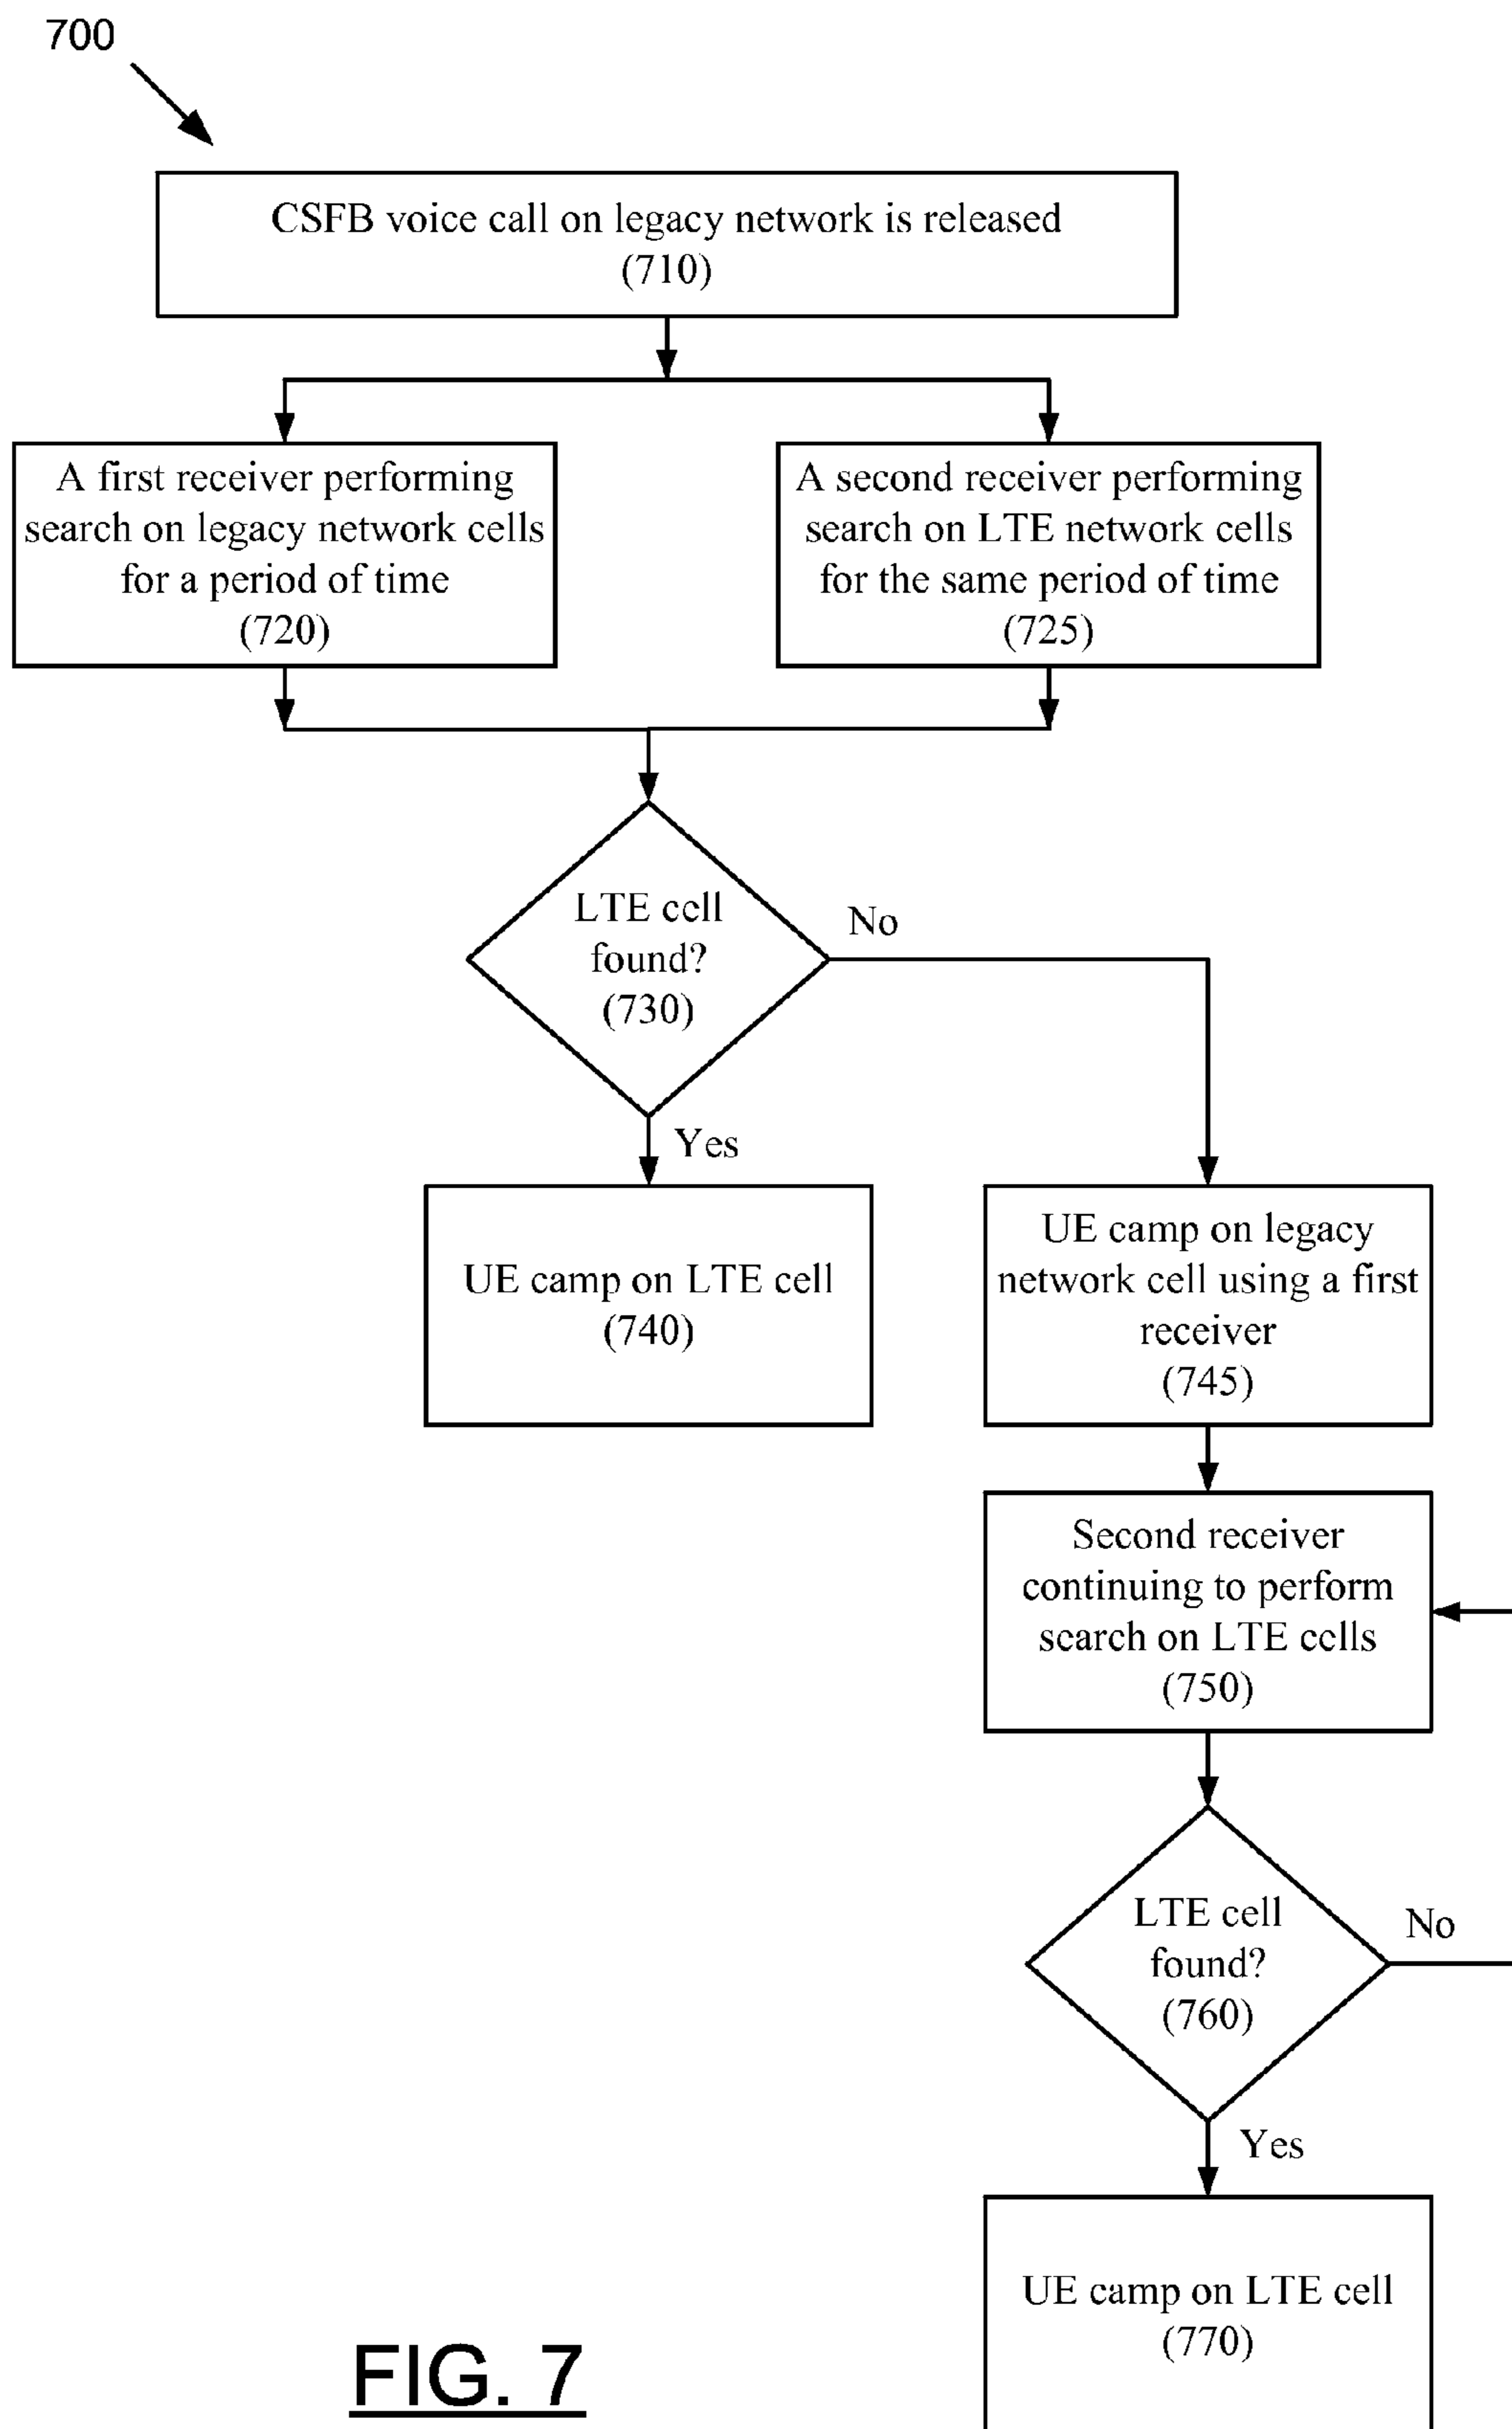 700
CSFB voice call on legacy network is released
(710)
A first receiver performing
search on legacy network cells
for a period of time
(720)
A second receiver performing
search on LTE network cells
for the same period of time
(725)
LTE cell
found?
(730)
No
Yes
UE camp on LTE cell
(740)
UE camp on legacy
network cell using a first
receiver
(745)
Second receiver
continuing to perform
search on LTE cells
(750)
LTE cell
found?
(760)
No
Yes
UE camp on LTE cell
(770)
FIG. 7